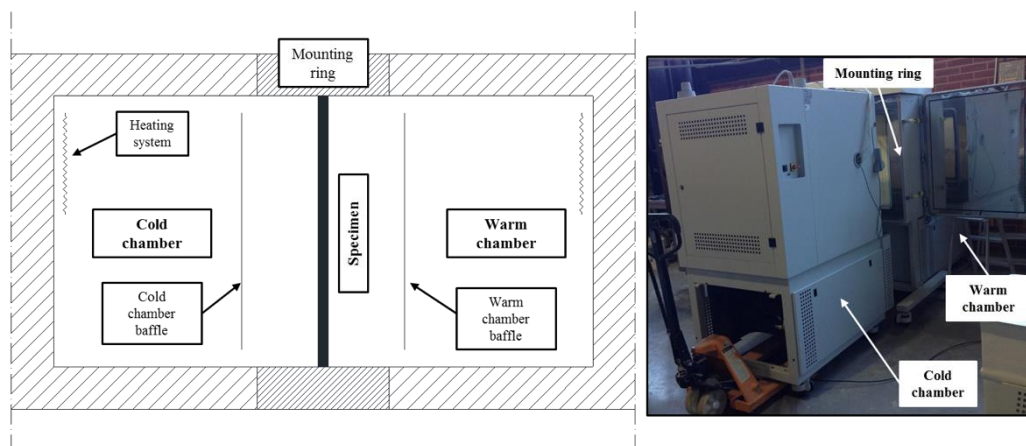 Mounting
ring
Heating
system
Cold
chamber
Specimen
Warm
chamber
Cold
chamber
baffle
Warm
chamber
baffle
Mounting ring
Warm
chamber
Cold
chamber